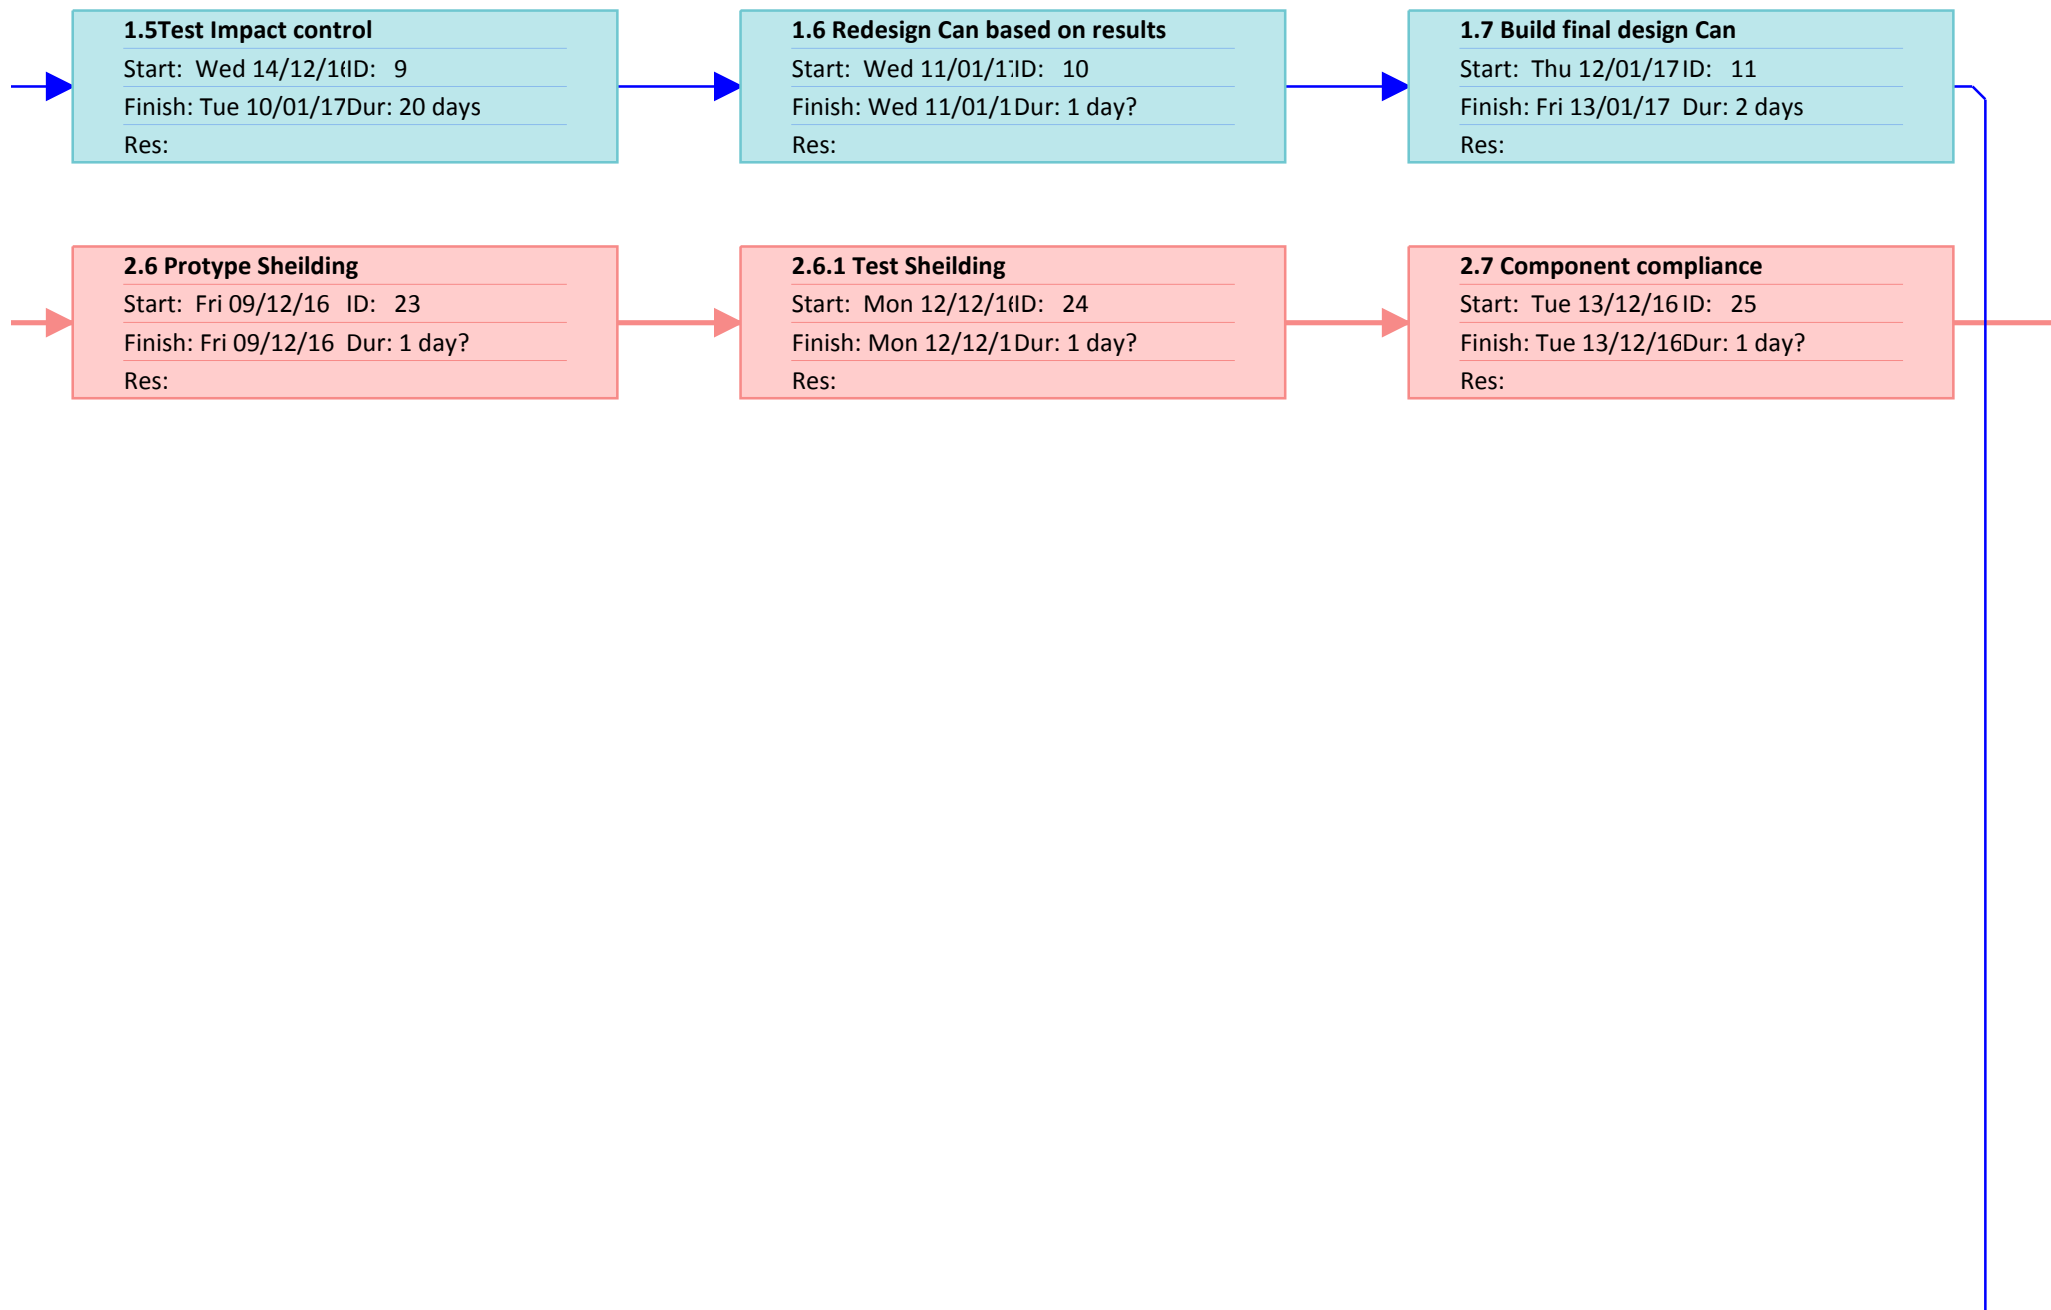 1.5Test Impact control
Start: Wed 14/12/1 ID: 9
Finish: Tue 10/01/17 Dur: 20 days
Res:
1.6 Redesign Can based on results
Start: Wed 11/01/1 ID: 10
Finish: Wed 11/01/1 Dur: 1 day?
Res:
1.7 Build final design Can
Start: Thu 12/01/17 ID: 11
Finish: Fri 13/01/17 Dur: 2 days
Res:
2.6 Protype Sheilding
Start: Fri 09/12/16 ID: 23
Finish: Fri 09/12/16 Dur: 1 day?
Res:
2.6.1 Test Sheilding
Start: Mon 12/12/1 ID: 24
Finish: Mon 12/12/1 Dur: 1 day?
Res:
2.7 Component compliance
Start: Tue 13/12/16 ID: 25
Finish: Tue 13/12/16 Dur: 1 day?
Res: